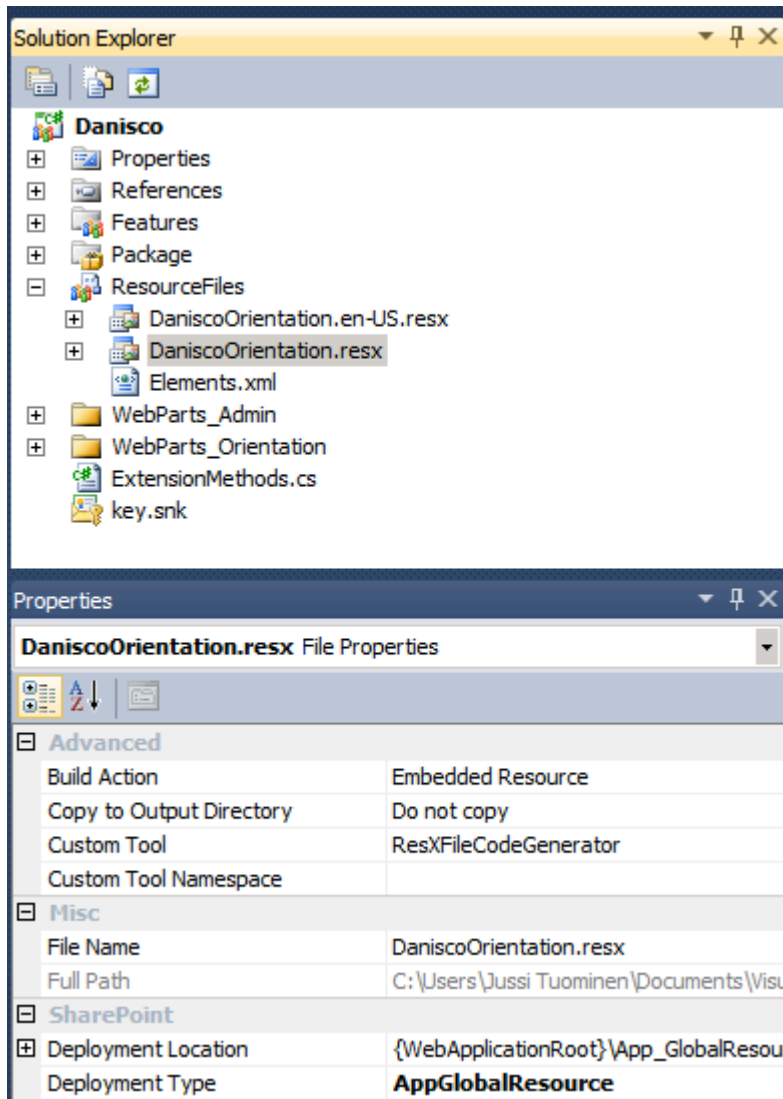 Solution Explorer
Danisco
Properties
References
Features
Package
ResourceFiles
DaniscoOrientation.en-US.resx
DaniscoOrientation.resx
Elements.xml
WebParts_Admin
WebParts_Orientation
ExtensionMethods.cs
key.snk
Properties
DaniscoOrientation.resx File Properties
Advanced
Build Action Embedded Resource
Copy to Output Directory Do not copy
Custom Tool ResXFileCodeGenerator
Custom Tool Namespace
Misc
File Name DaniscoOrientation.resx
Full Path C:\Users\Jussi Tuominen\Documents\Visu
SharePoint
Deployment Location {WebApplicationRoot}\App_GlobalResou
Deployment Type AppGlobalResource